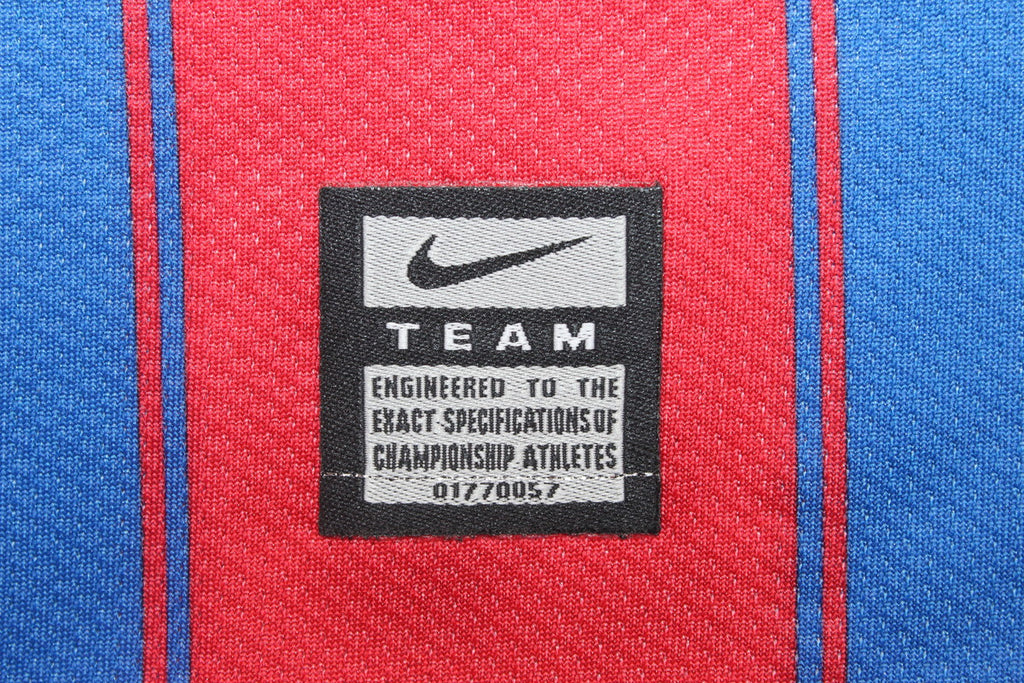 TEAM
ENGINEERED TO THE
EXACT SPECIFICATIONS OF
CHAMPIONSHIP ATHLETES
01770057